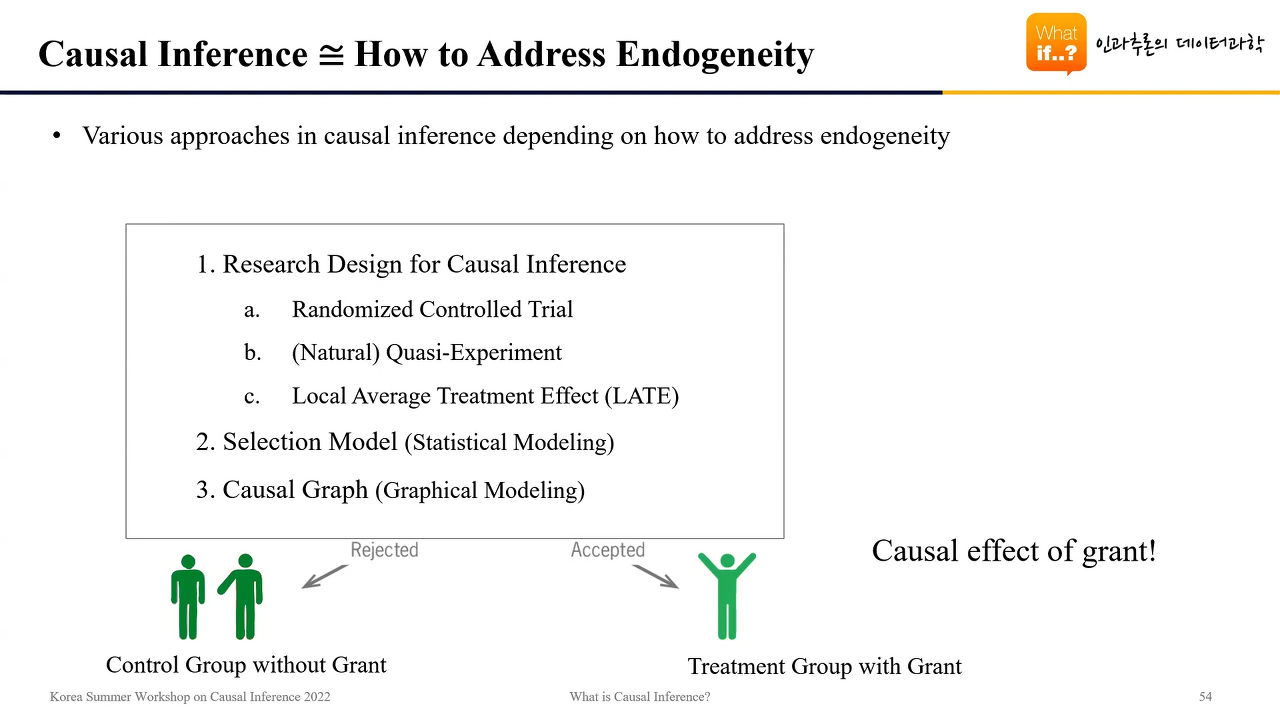 Causal Inference ≅ How to Address Endogeneity
What
if..?
인과추론의 데이터과학
• Various approaches in causal inference depending on how to address endogeneity
1. Research Design for Causal Inference
a. Randomized Controlled Trial
b. (Natural) Quasi-Experiment
c. Local Average Treatment Effect (LATE)
2. Selection Model (Statistical Modeling)
3. Causal Graph (Graphical Modeling)
Rejected
Accepted
Causal effect of grant!
Control Group without Grant
Treatment Group with Grant
Korea Summer Workshop on Causal Inference 2022
What is Causal Inference?
54